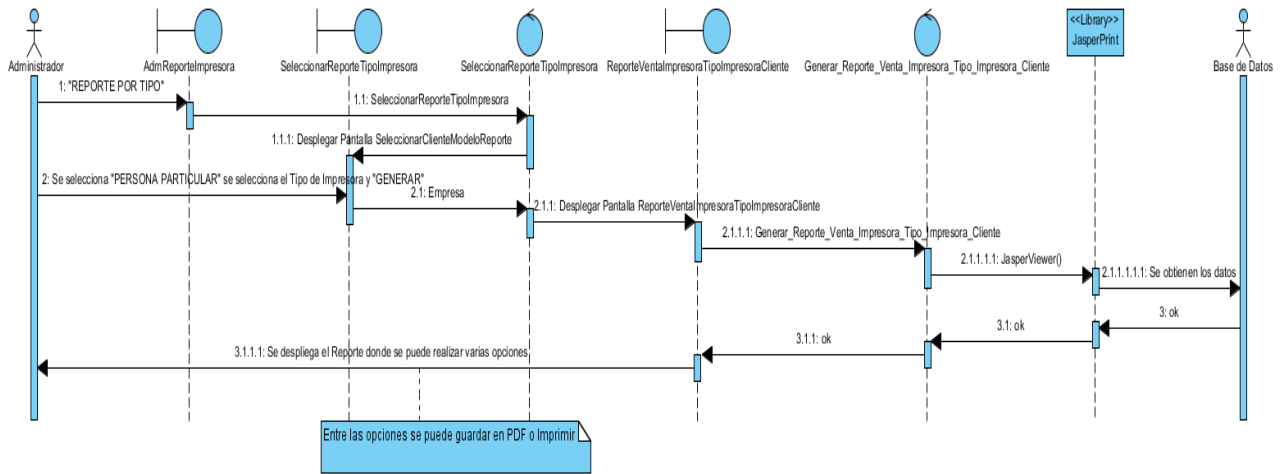 <<Library>>
JasperPrint
Administrador
AdmReporteImpresora
SeleccionarReporteTipoImpresora
SeleccionarReporteTipoImpresora
ReporteVentaImpresoraTipoImpresoraCliente
Generar_Reporte_Venta_Impresora_Tipo_Impresora_Cliente
Base de Datos
1: "REPORTE POR TIPO"
1.1: SeleccionarReporteTipoImpresora
1.1.1: Desplegar Pantalla SeleccionarClienteModeloReporte
2: Se selecciona "PERSONA PARTICULAR" se selecciona el Tipo de Impresora y "GENERAR"
2.1: Empresa
2.1.1: Desplegar Pantalla ReporteVentaImpresoraTipoImpresoraCliente
2.1.1.1: Generar_Reporte_Venta_Impresora_Tipo_Impresora_Cliente
2.1.1.1.1: JasperViewer()
2.1.1.1.1.1: Se obtienen los datos
3: ok
3.1: ok
3.1.1: ok
3.1.1.1: Se despliega el Reporte donde se puede realizar varias opciones
Entre las opciones se puede guardar en PDF o Imprimir